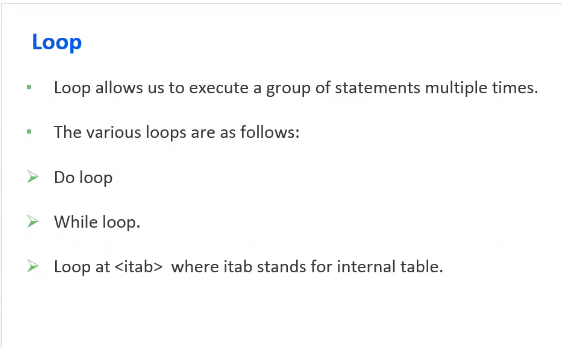 Loop
Loop allows us to execute a group of statements multiple times.
The various loops are as follows:
Do loop
While loop.
Loop at <itab> where itab stands for internal table.